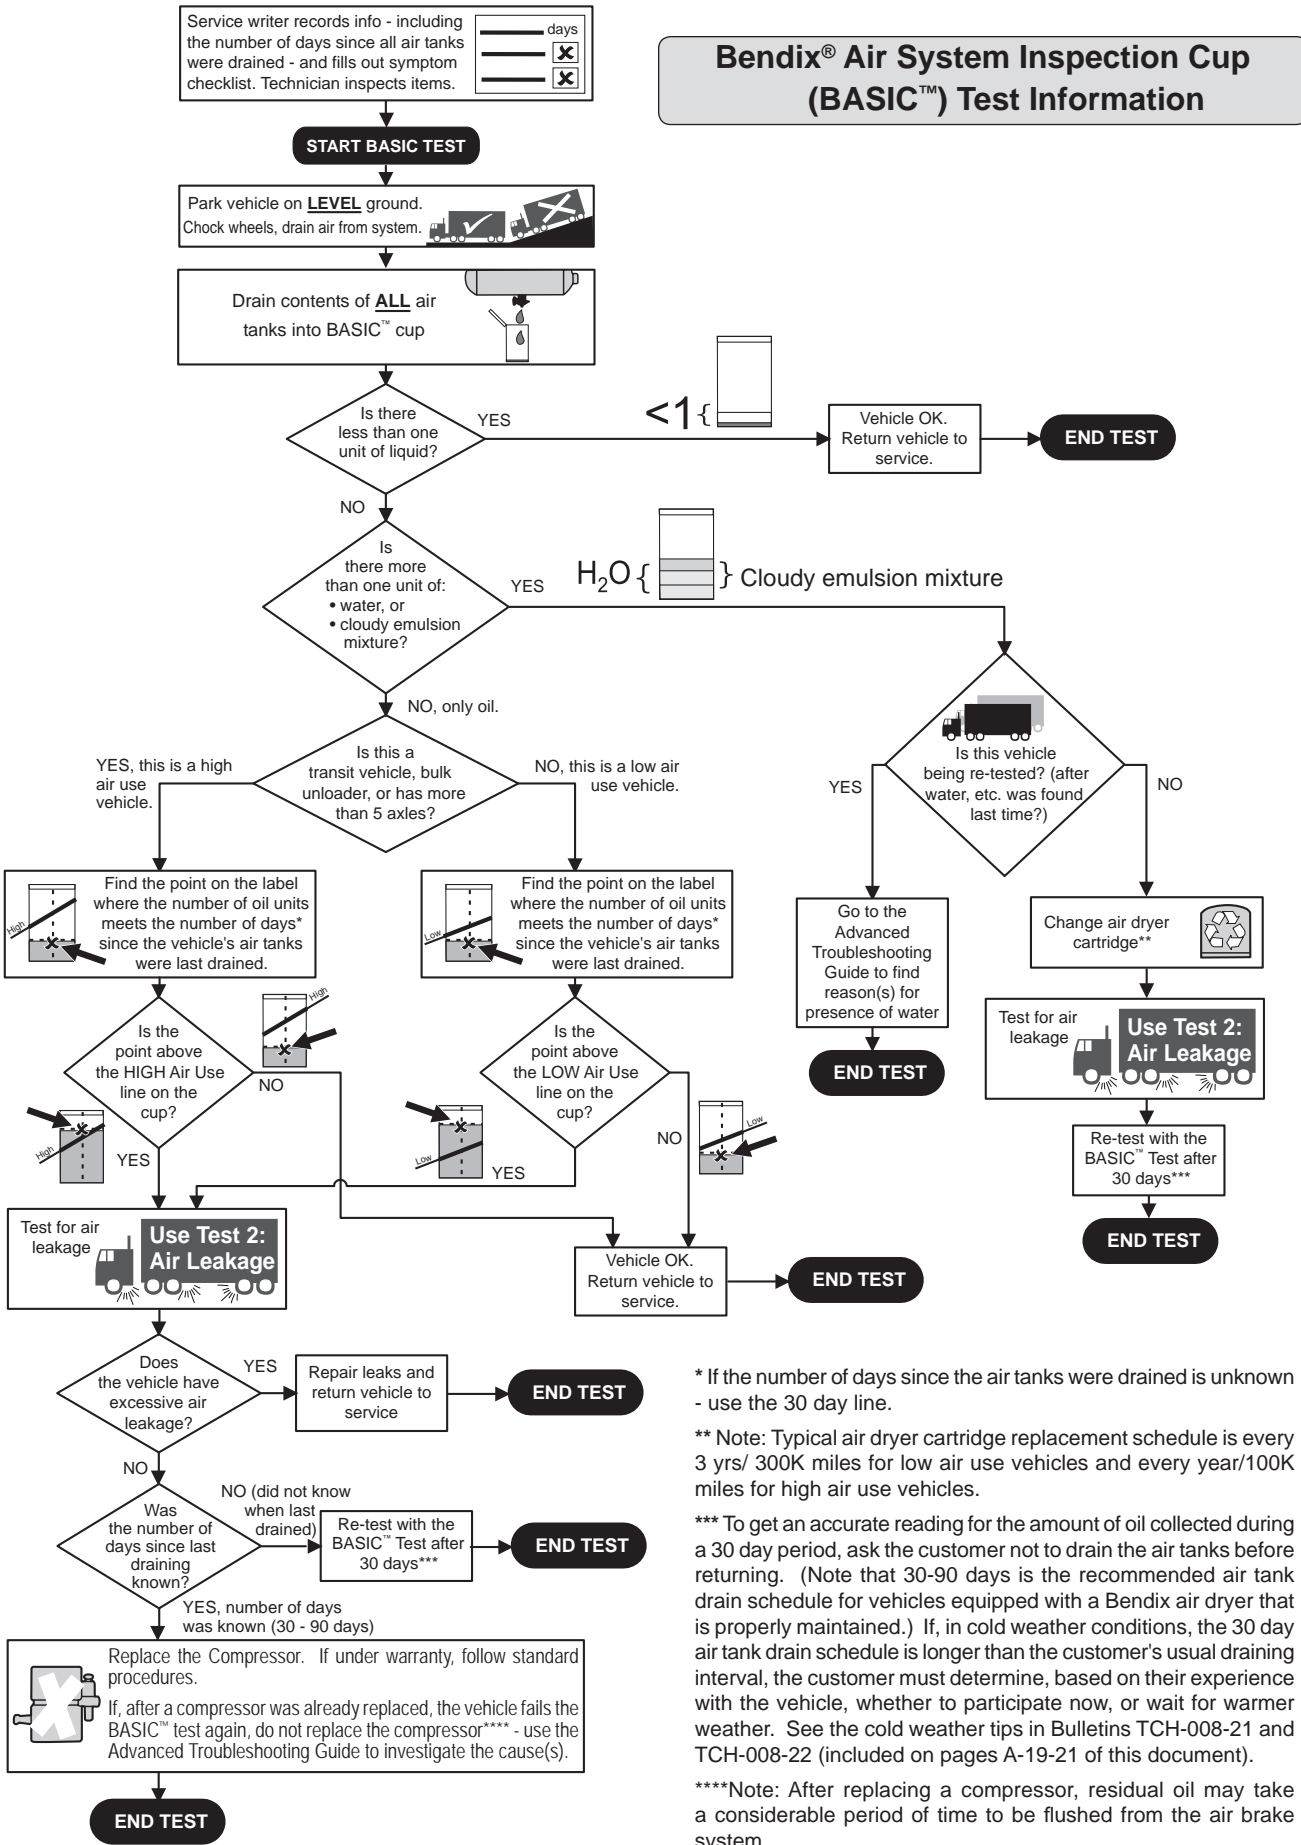 Service writer records info - including
the number of days since all air tanks
were drained - and fills out symptom
checklist. Technician inspects items.
days
Bendix® Air System Inspection Cup
(BASIC™) Test Information
START BASIC TEST
Park vehicle on LEVEL ground.
Chock wheels, drain air from system.
Drain contents of ALL air
tanks into BASIC™ cup
Is there
less than one
unit of liquid?
YES
<1 {
Vehicle OK.
Return vehicle to
service.
END TEST
NO
Is
there more
than one unit of:
• water, or
• cloudy emulsion
mixture?
YES
H2O { } Cloudy emulsion mixture
NO, only oil.
Is this a
transit vehicle, bulk
unloader, or has more
than 5 axles?
YES, this is a high
air use
vehicle.
NO, this is a low air
use vehicle.
Is this vehicle
being re-tested? (after
water, etc. was found
last time?)
YES
NO
High
Find the point on the label
where the number of oil units
meets the number of days*
since the vehicle's air tanks
were last drained.
Low
Find the point on the label
where the number of oil units
meets the number of days*
since the vehicle's air tanks
were last drained.
Go to the
Advanced
Troubleshooting
Guide to find
reason(s) for
presence of water
END TEST
Change air dryer
cartridge**
Test for air
leakage
Use Test 2:
Air Leakage
Re-test with the
BASIC™ Test after
30 days***
END TEST
Is the
point above
the HIGH Air Use
line on the
cup?
High
NO
High
YES
Is the
point above
the LOW Air Use
line on the
cup?
Low
YES
NO
Low
Test for air
leakage
Use Test 2:
Air Leakage
Vehicle OK.
Return vehicle to
service.
END TEST
Does
the vehicle have
excessive air
leakage?
YES
Repair leaks and
return vehicle to
service
END TEST
NO
Was
the number of
days since last
draining
known?
NO (did not know
when last
drained)
Re-test with the
BASIC™ Test after
30 days***
END TEST
YES, number of days
was known (30 - 90 days)
Replace the Compressor. If under warranty, follow standard
procedures.
If, after a compressor was already replaced, the vehicle fails the
BASIC™ test again, do not replace the compressor**** - use the
Advanced Troubleshooting Guide to investigate the cause(s).
END TEST
* If the number of days since the air tanks were drained is unknown
- use the 30 day line.
** Note: Typical air dryer cartridge replacement schedule is every
3 yrs/ 300K miles for low air use vehicles and every year/100K
miles for high air use vehicles.
*** To get an accurate reading for the amount of oil collected during
a 30 day period, ask the customer not to drain the air tanks before
returning. (Note that 30-90 days is the recommended air tank
drain schedule for vehicles equipped with a Bendix air dryer that
is properly maintained.) If, in cold weather conditions, the 30 day
air tank drain schedule is longer than the customer's usual draining
interval, the customer must determine, based on their experience
with the vehicle, whether to participate now, or wait for warmer
weather. See the cold weather tips in Bulletins TCH-008-21 and
TCH-008-22 (included on pages A-19-21 of this document).
****Note: After replacing a compressor, residual oil may take
a considerable period of time to be flushed from the air brake
system.